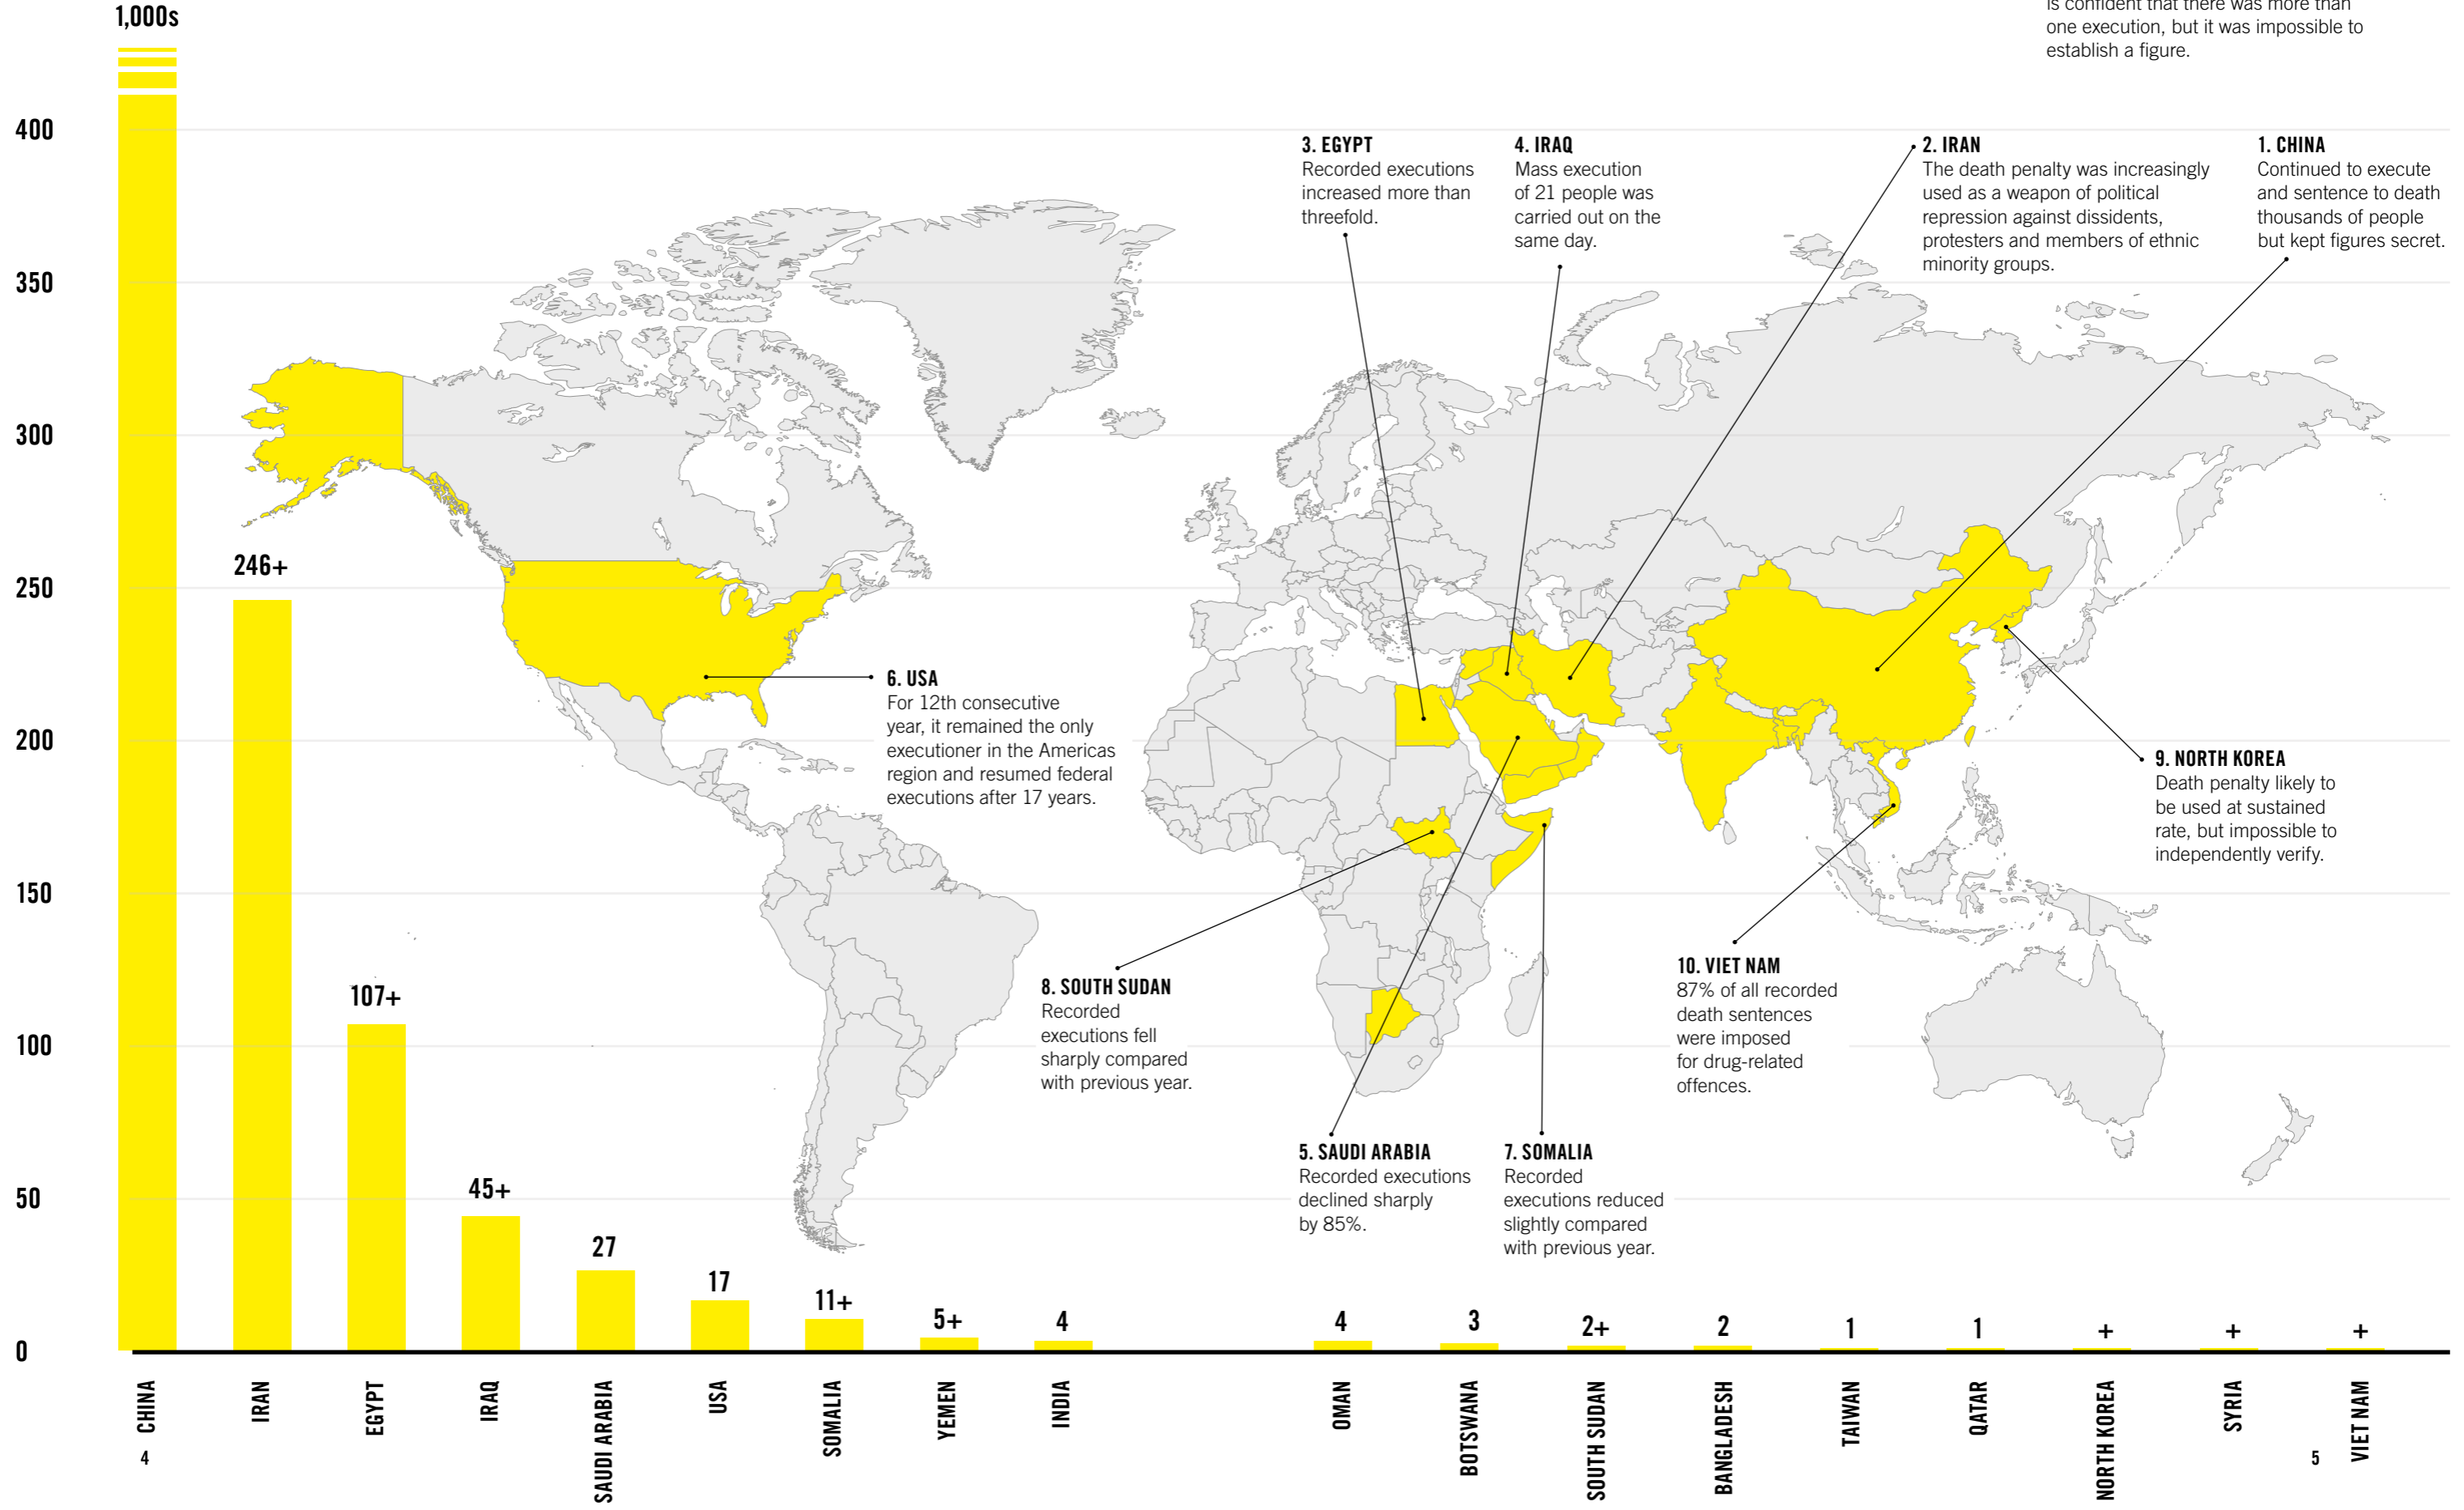 is confident that there was more than
one execution, but it was impossible to
establish a figure.
1,000s
400
350
300
250
200
150
100
50
0
3. EGYPT
Recorded executions
increased more than
threefold.
4. IRAQ
Mass execution
of 21 people was
carried out on the
same day.
2. IRAN
The death penalty was increasingly
used as a weapon of political
repression against dissidents,
protesters and members of ethnic
minority groups.
1. CHINA
Continued to execute
and sentence to death
thousands of people
but kept figures secret.
6. USA
For 12th consecutive
year, it remained the only
executioner in the Americas
region and resumed federal
executions after 17 years.
9. NORTH KOREA
Death penalty likely to
be used at sustained
rate, but impossible to
independently verify.
10. VIET NAM
87% of all recorded
death sentences
were imposed
for drug-related
offences.
8. SOUTH SUDAN
Recorded
executions fell
sharply compared
with previous year.
5. SAUDI ARABIA
Recorded executions
declined sharply
by 85%.
7. SOMALIA
Recorded
executions reduced
slightly compared
with previous year.
246+
107+
45+
27
17
11+
5+
4
4
3
2+
2
1
1
+
+
+
CHINA
IRAN
EGYPT
IRAQ
SAUDI ARABIA
USA
SOMALIA
YEMEN
INDIA
OMAN
BOTSWANA
SOUTH SUDAN
BANGLADESH
TAIWAN
QATAR
NORTH KOREA
SYRIA
VIET NAM
4
5